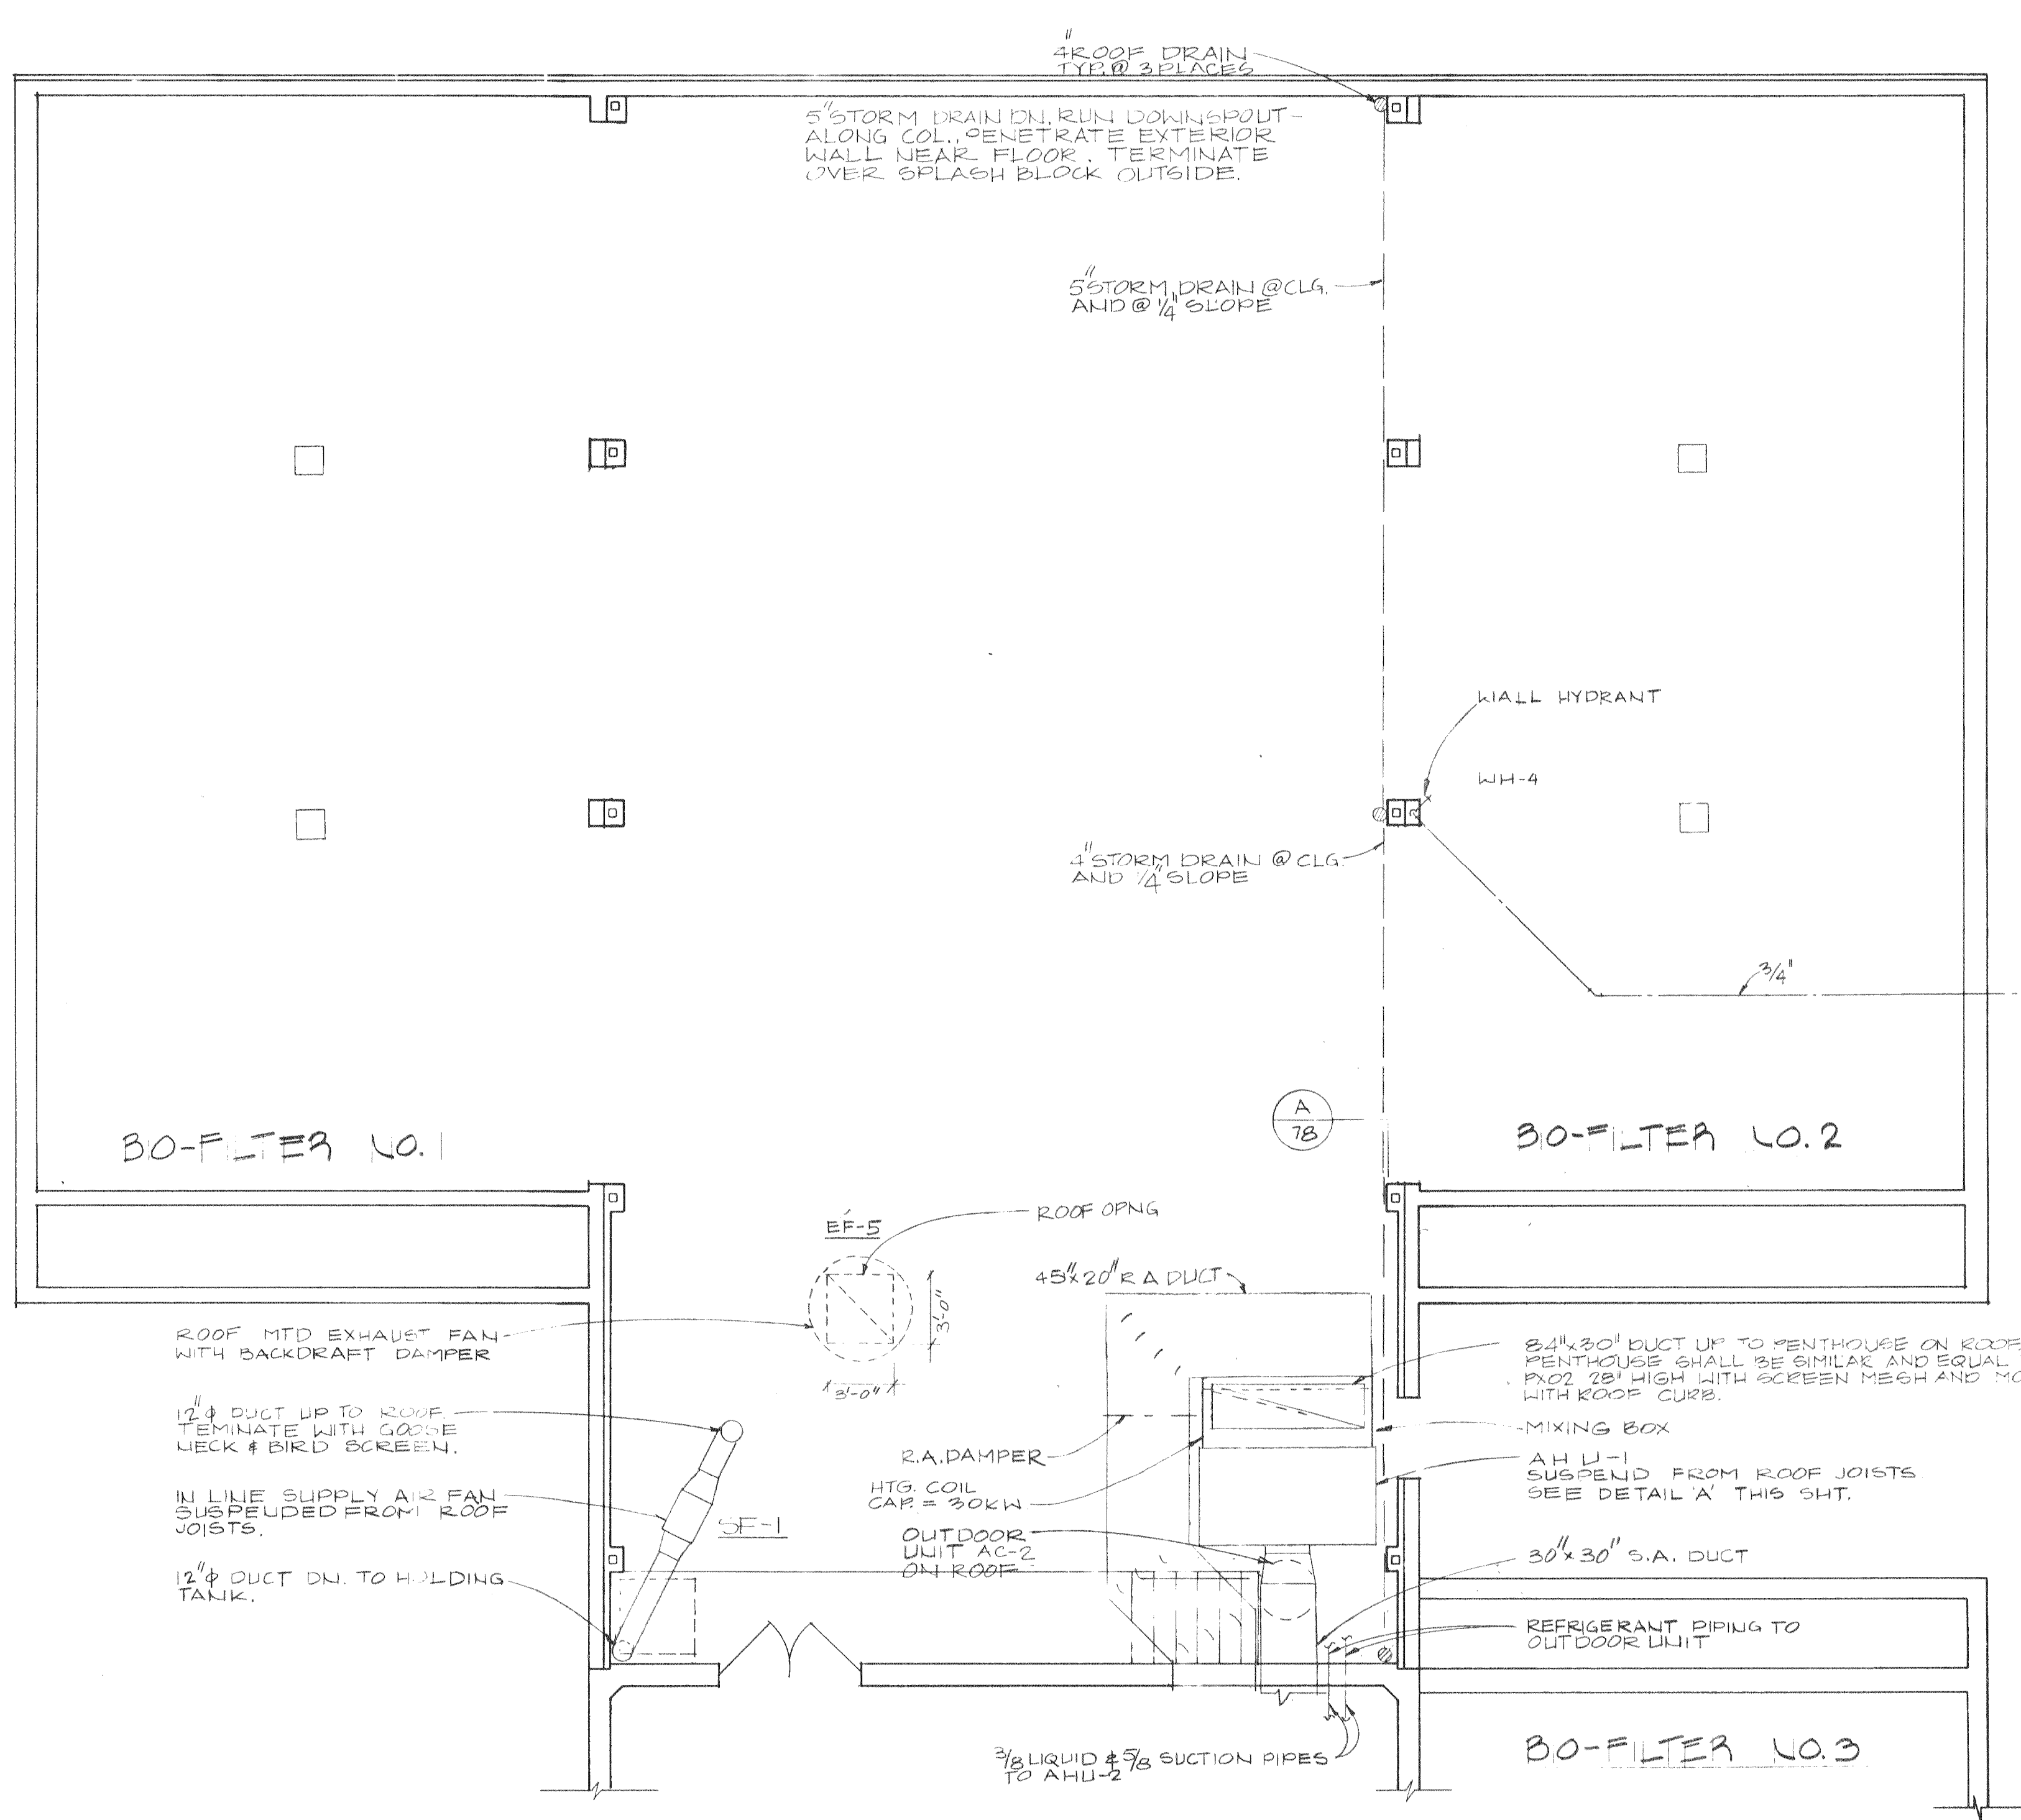 4" ROOF DRAIN
TYP. @ 3 PLACES
5" STORM DRAIN DN. RUN DOWNSPOUT
ALONG COL., PENETRATE EXTERIOR
WALL NEAR FLOOR. TERMINATE
OVER SPLASH BLOCK OUTSIDE.
5" STORM DRAIN @ CLG.
AND @ 1/4" SLOPE
WALL HYDRANT
WH-4
4" STORM DRAIN @ CLG.
AND 1/4" SLOPE
3/4"
A
78
BIO-FILTER NO. 1
BIO-FILTER NO. 2
EF-5
ROOF OPNG
3'-0"
3'-0"
45"x20" R A DUCT
ROOF MTD EXHAUST FAN
WITH BACKDRAFT DAMPER
12"φ DUCT UP TO ROOF.
TEMINATE WITH GOOSE
NECK & BIRD SCREEN.
IN LINE SUPPLY AIR FAN
SUSPENDED FROM ROOF
JOISTS.
SF-1
12"φ DUCT DN. TO HOLDING
TANK.
R.A. DAMPER
HTG. COIL
CAP. = 30KW
OUTDOOR
UNIT AC-2
ON ROOF
84"x30" DUCT UP TO PENTHOUSE ON ROOF
PENTHOUSE SHALL BE SIMILAR AND EQUAL
PX02 28" HIGH WITH SCREEN MESH AND
WITH ROOF CURB.
MIXING BOX
AHU-1
SUSPEND FROM ROOF JOISTS
SEE DETAIL 'A' THIS SHT.
30"x30" S.A. DUCT
REFRIGERANT PIPING TO
OUTDOOR UNIT
3/8 LIQUID & 5/8 SUCTION PIPES
TO AHU-2
BIO-FILTER NO. 3